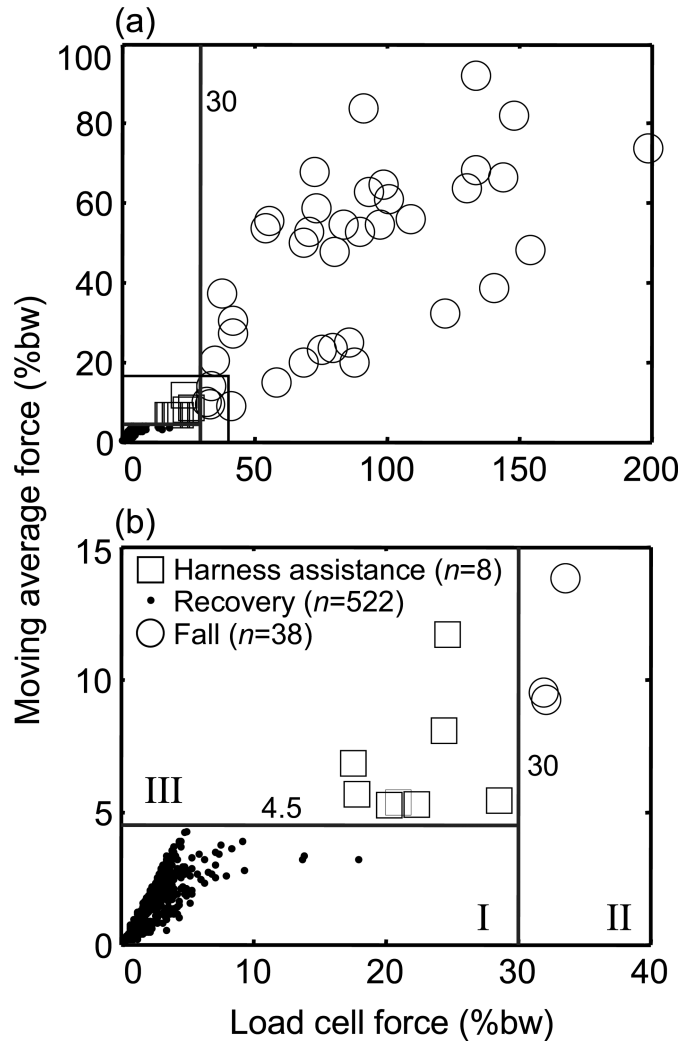 (a)
100
80
60
40
20
0
30
0 50 100 150 200
Moving average force (%bw)
(b)
15
10
5
0
Harness assistance (n=8)
Recovery (n=522)
Fall (n=38)
III
4.5
30
I
II
0 10 20 30 40
Load cell force (%bw)